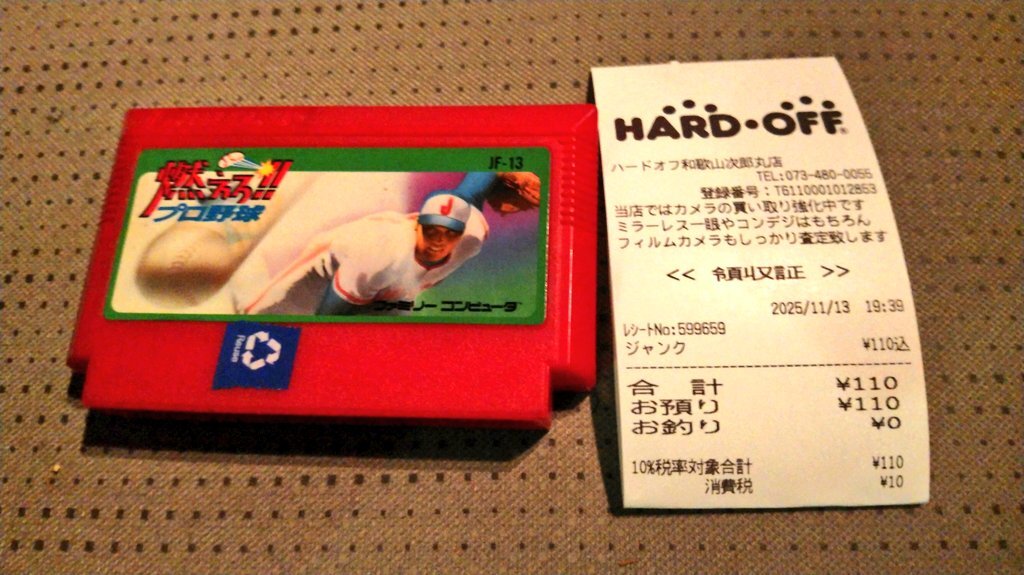 燃えろ!!
プロ野球
JF-13
J
ファミリー コンピュータ
HARD・OFF
ハードオフ和歌山次郎丸店
TEL:073-480-0055
登録番号:T6110001012853
当店ではカメラの買い取り強化中です
ミラーレス一眼やコンデジはもちろん
フィルムカメラもしっかり査定致します
<< 領収証 >>
2025/11/13 19:39
レシートNo:599659
ジャンク ¥110込
合 計 ¥110
お預り ¥110
お釣り ¥0
10%税率対象合計 ¥110
消費税 ¥10